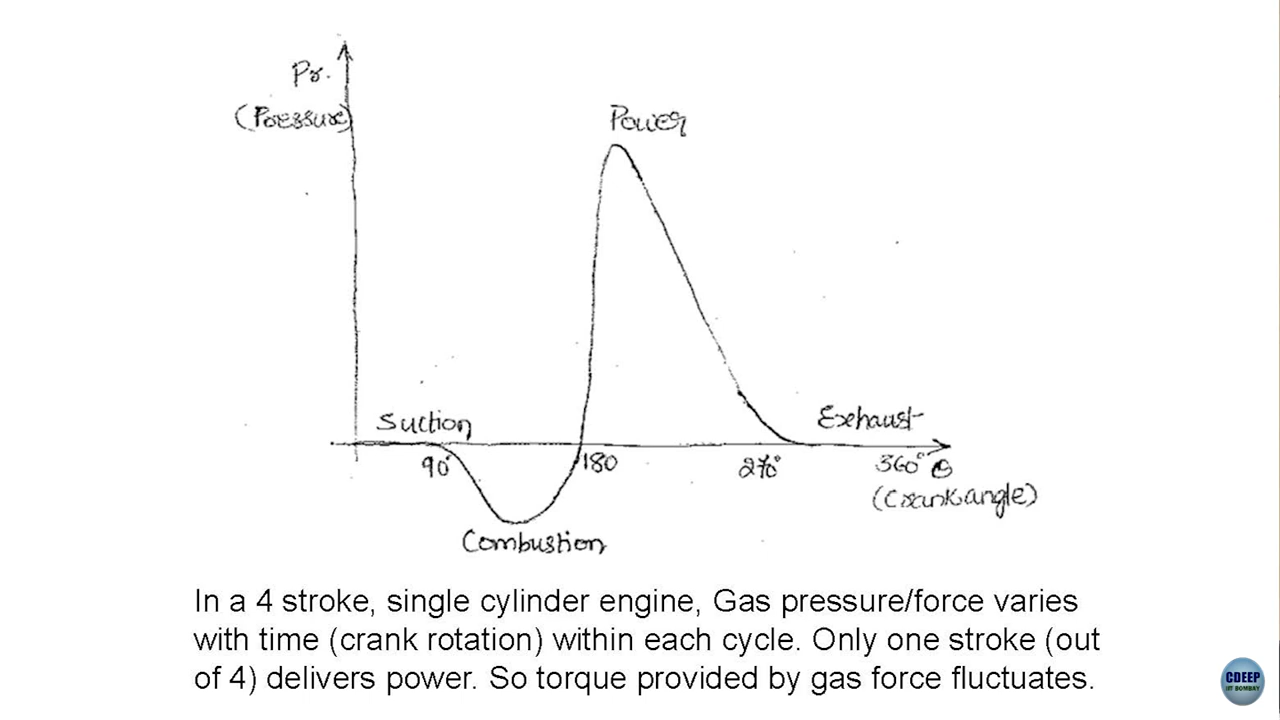 Pr.
(Pressure)
Power
Suction
Exhaust
90°
180
270°
360° θ
(Crank angle)
Combustion
In a 4 stroke, single cylinder engine, Gas pressure/force varies
with time (crank rotation) within each cycle. Only one stroke (out
of 4) delivers power. So torque provided by gas force fluctuates.
CDEEP
IIT BOMBAY